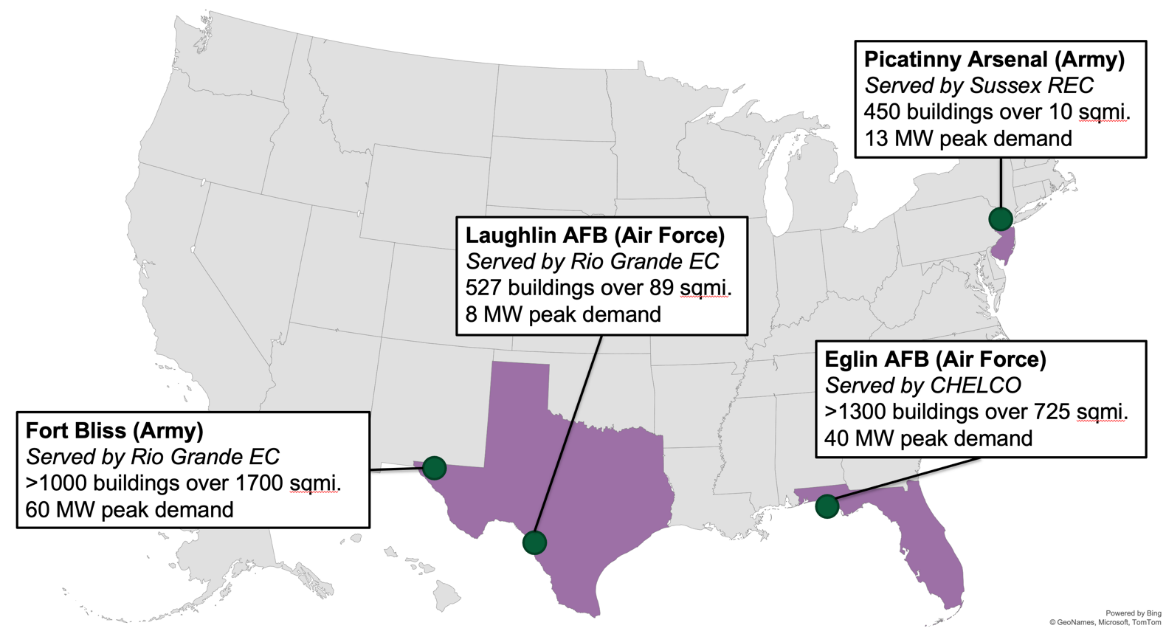 Picatinny Arsenal (Army)
Served by Sussex REC
450 buildings over 10 sqmi.
13 MW peak demand
Laughlin AFB (Air Force)
Served by Rio Grande EC
527 buildings over 89 sqmi.
8 MW peak demand
Eglin AFB (Air Force)
Served by CHELCO
>1300 buildings over 725 sqmi.
40 MW peak demand
Fort Bliss (Army)
Served by Rio Grande EC
>1000 buildings over 1700 sqmi.
60 MW peak demand
Powered by Bing
© GeoNames, Microsoft, TomTom